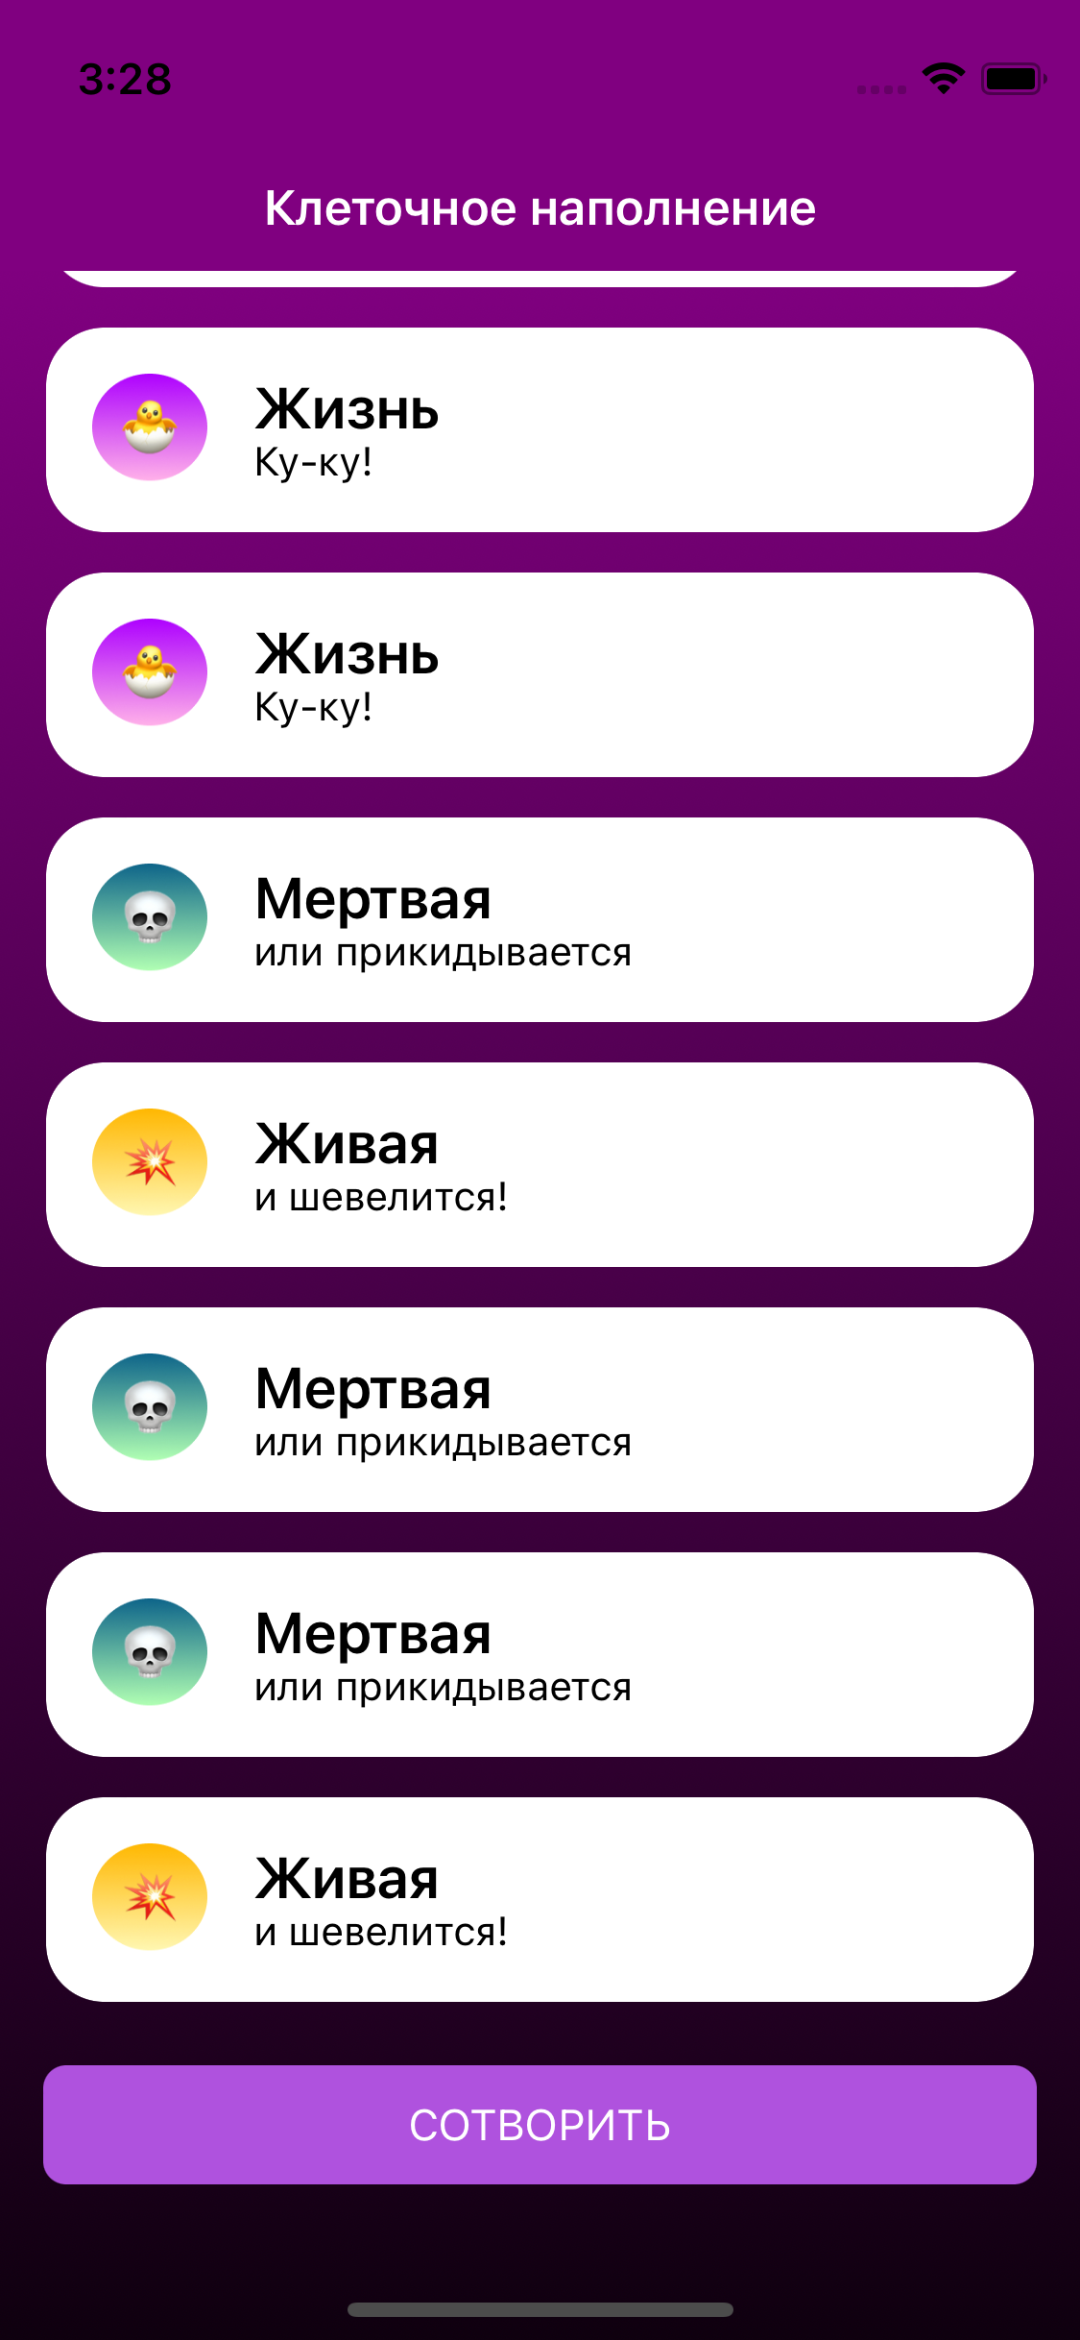 3:28
Клеточное наполнение
Жизнь
Ку-ку!
Жизнь
Ку-ку!
Мертвая
или прикидывается
Живая
и шевелится!
Мертвая
или прикидывается
Мертвая
или прикидывается
Живая
и шевелится!
СОТВОРИТЬ